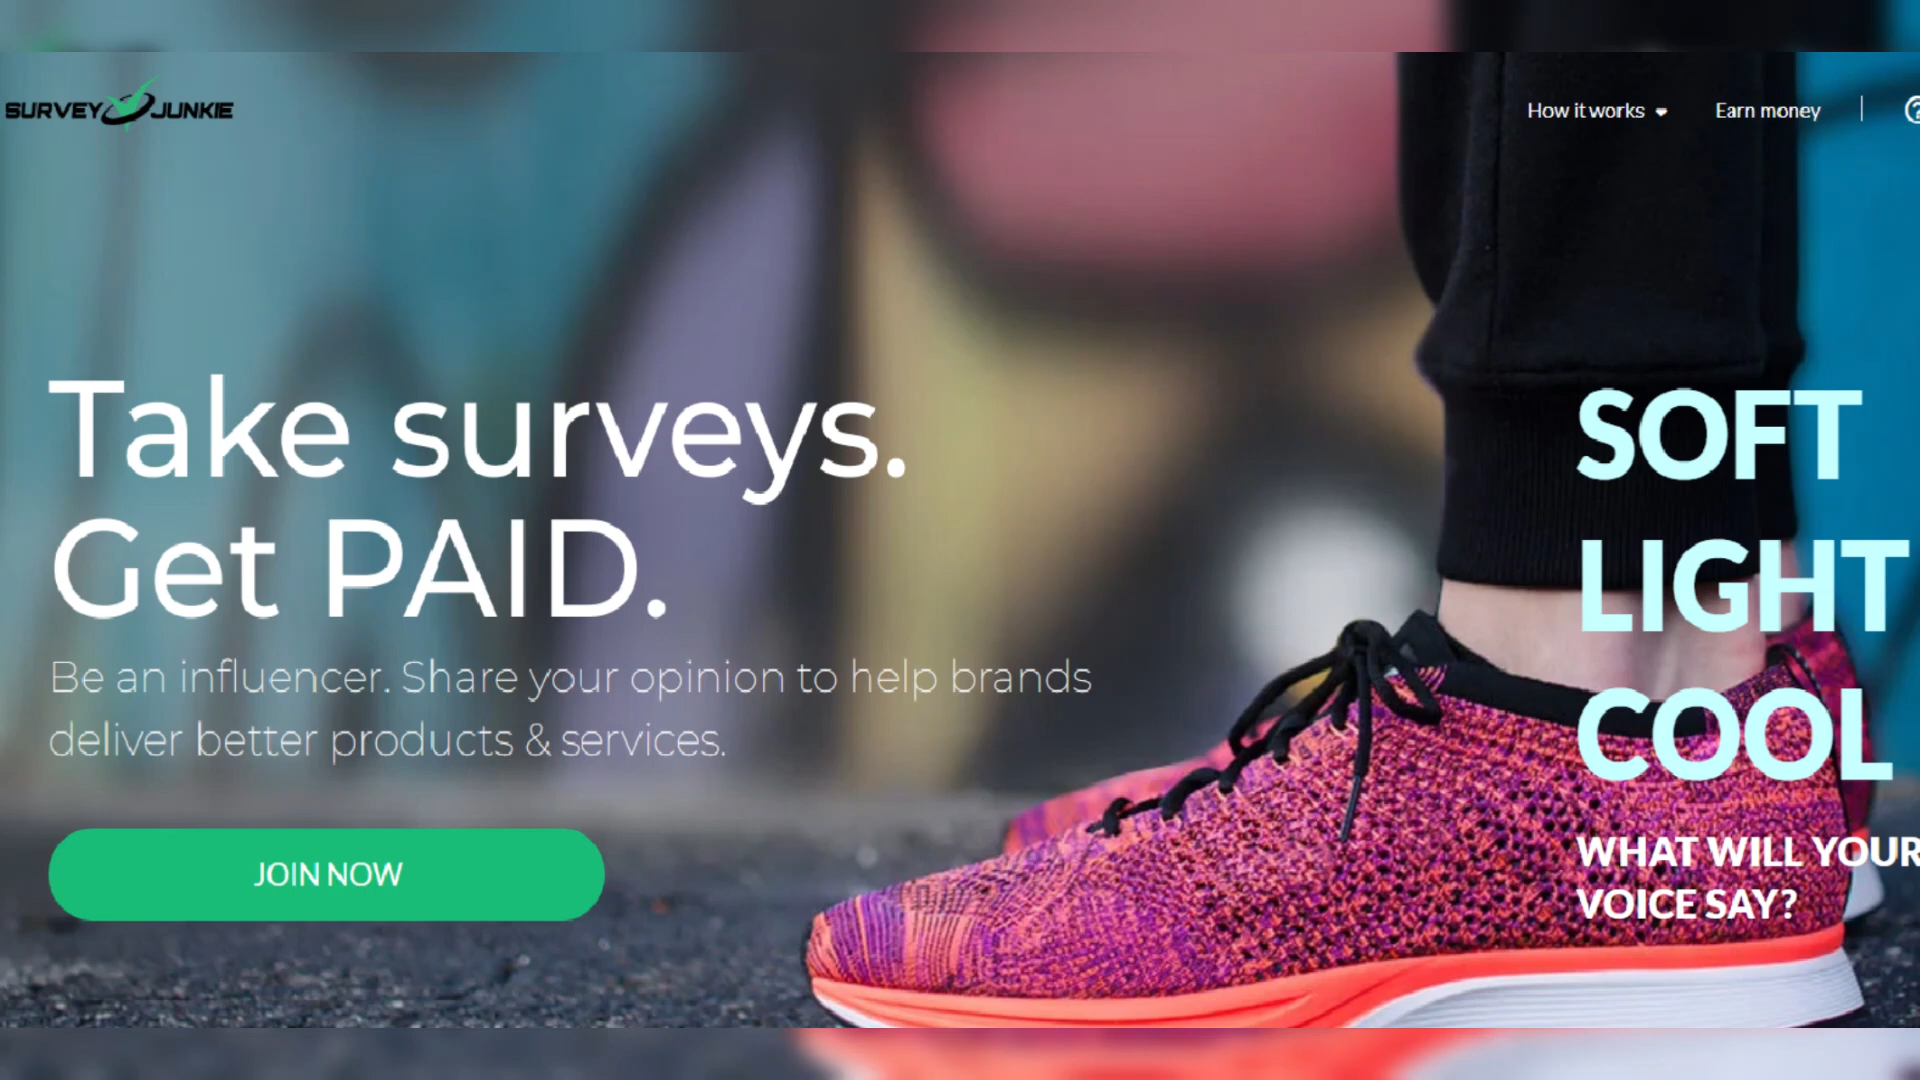 SURVEY JUNKIE
How it works
Earn money
Take surveys.
Get PAID.
Be an influencer. Share your opinion to help brands
deliver better products & services.
JOIN NOW
SOFT
LIGHT
COOL
WHAT WILL YOUR
VOICE SAY?